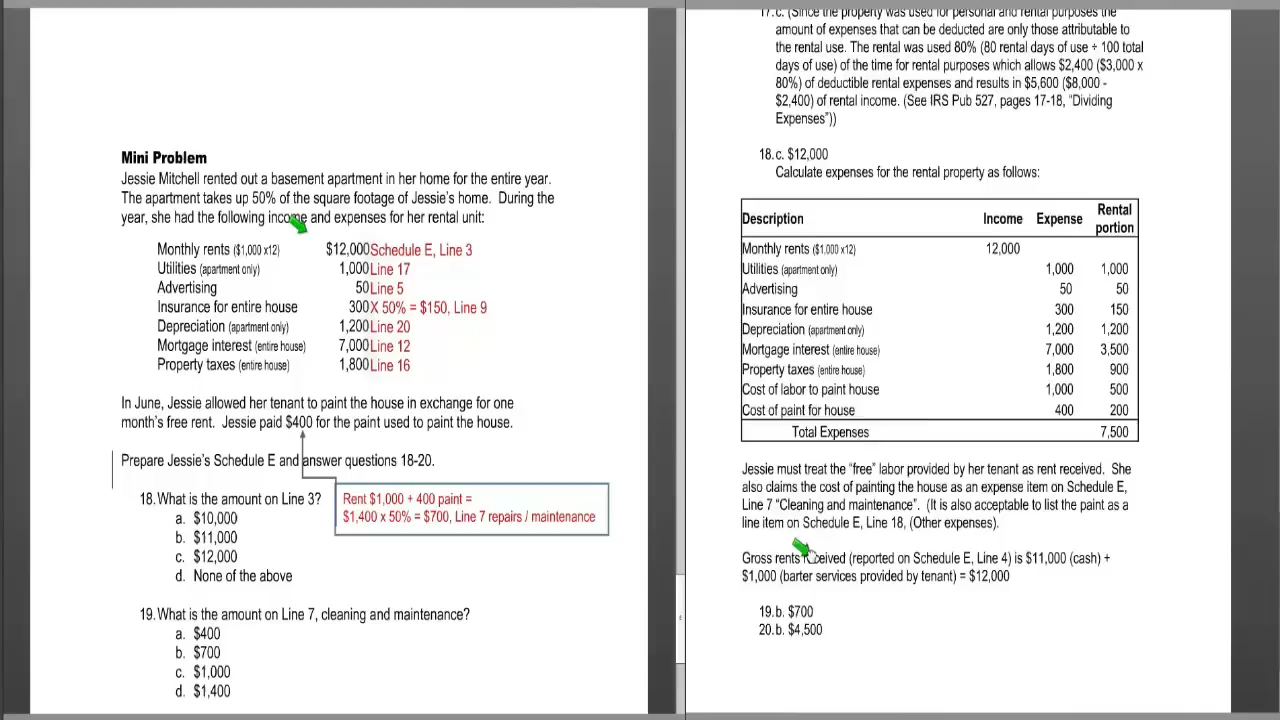 Mini Problem
Jessie Mitchell rented out a basement apartment in her home for the entire year.
The apartment takes up 50% of the square footage of Jessie's home. During the
year, she had the following income and expenses for her rental unit:
Monthly rents ($1,000 x12) $12,000 Schedule E, Line 3
Utilities (apartment only) 1,000 Line 17
Advertising 50 Line 5
Insurance for entire house 300 X 50% = $150, Line 9
Depreciation (apartment only) 1,200 Line 20
Mortgage interest (entire house) 7,000 Line 12
Property taxes (entire house) 1,800 Line 16
In June, Jessie allowed her tenant to paint the house in exchange for one
month's free rent. Jessie paid $400 for the paint used to paint the house.
Prepare Jessie's Schedule E and answer questions 18-20.
18. What is the amount on Line 3?
a. $10,000
b. $11,000
c. $12,000
d. None of the above
Rent $1,000 + 400 paint =
$1,400 x 50% = $700, Line 7 repairs / maintenance
19. What is the amount on Line 7, cleaning and maintenance?
a. $400
b. $700
c. $1,000
d. $1,400
17. c. (Since the property was used for personal and rental purposes the
amount of expenses that can be deducted are only those attributable to
the rental use. The rental was used 80% (80 rental days of use ÷ 100 total
days of use) of the time for rental purposes which allows $2,400 ($3,000 x
80%) of deductible rental expenses and results in $5,600 ($8,000 -
$2,400) of rental income. (See IRS Pub 527, pages 17-18, "Dividing
Expenses"))
18. c. $12,000
Calculate expenses for the rental property as follows:
Description Income Expense Rental portion
Monthly rents ($1,000 x12) 12,000
Utilities (apartment only) 1,000 1,000
Advertising 50 50
Insurance for entire house 300 150
Depreciation (apartment only) 1,200 1,200
Mortgage interest (entire house) 7,000 3,500
Property taxes (entire house) 1,800 900
Cost of labor to paint house 1,000 500
Cost of paint for house 400 200
Total Expenses 7,500
Jessie must treat the "free" labor provided by her tenant as rent received. She
also claims the cost of painting the house as an expense item on Schedule E,
Line 7 "Cleaning and maintenance". (It is also acceptable to list the paint as a
line item on Schedule E, Line 18, (Other expenses).
Gross rents received (reported on Schedule E, Line 4) is $11,000 (cash) +
$1,000 (barter services provided by tenant) = $12,000
19. b. $700
20. b. $4,500